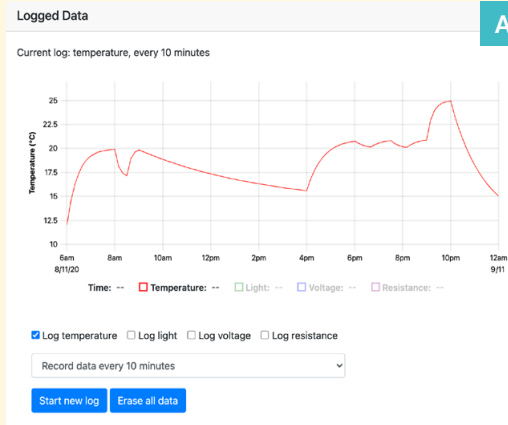 Logged Data
A
Current log: temperature, every 10 minutes
25
22.5
20
17.5
15
12.5
10
Temperature (°C)
6am 8am 10am 12pm 2pm 4pm 6pm 8pm 10pm 12am
8/11/20 9/11
Time: -- Temperature: -- Light: -- Voltage: -- Resistance: --
Log temperature Log light Log voltage Log resistance
Record data every 10 minutes
Start new log Erase all data